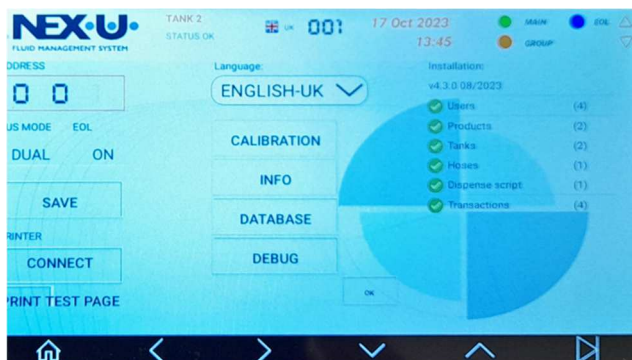 NEX·U·
FLUID MANAGEMENT SYSTEM
TANK 2
STATUS OK
UK
001
17 Oct 2023
13:45
MAIN
EOL
GROUP
DDRESS
0 0
US MODE EOL
DUAL ON
SAVE
RINTER
CONNECT
PRINT TEST PAGE
Language:
ENGLISH-UK
CALIBRATION
INFO
DATABASE
DEBUG
OK
Installation:
v4.3.0 08/2023
Users (4)
Products (2)
Tanks (2)
Hoses (1)
Dispense script (1)
Transactions (4)